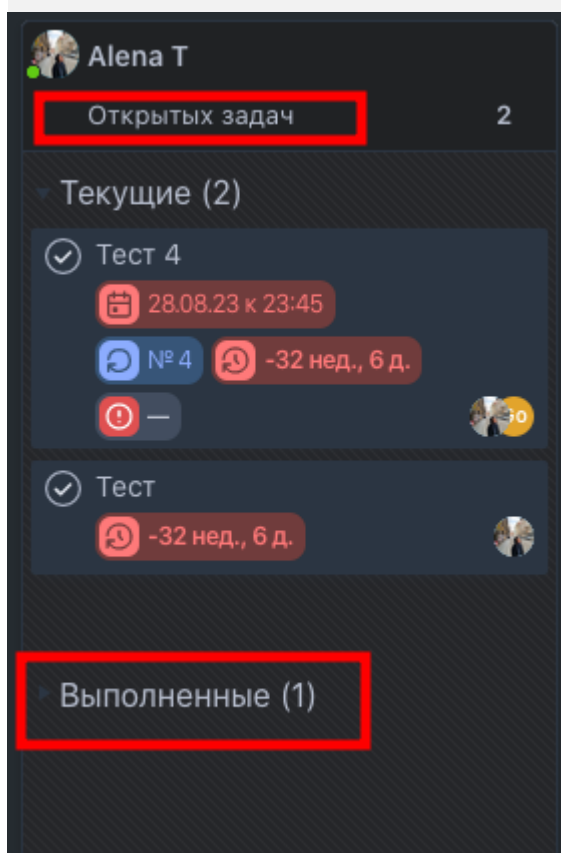 Alena T
Открытых задач 2
Текущие (2)
Тест 4
28.08.23 к 23:45
№ 4 -32 нед., 6 д.
—
Go
Тест
-32 нед., 6 д.
Выполненные (1)